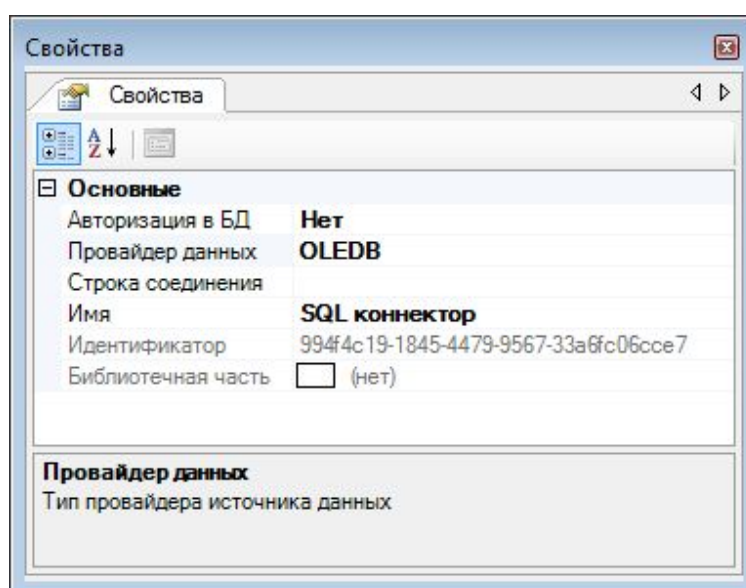 Свойства
Свойства
Основные
Авторизация в БД Нет
Провайдер данных OLEDB
Строка соединения
Имя SQL коннектор
Идентификатор 994f4c19-1845-4479-9567-33a6fc06cce7
Библиотечная часть (нет)
Провайдер данных
Тип провайдера источника данных